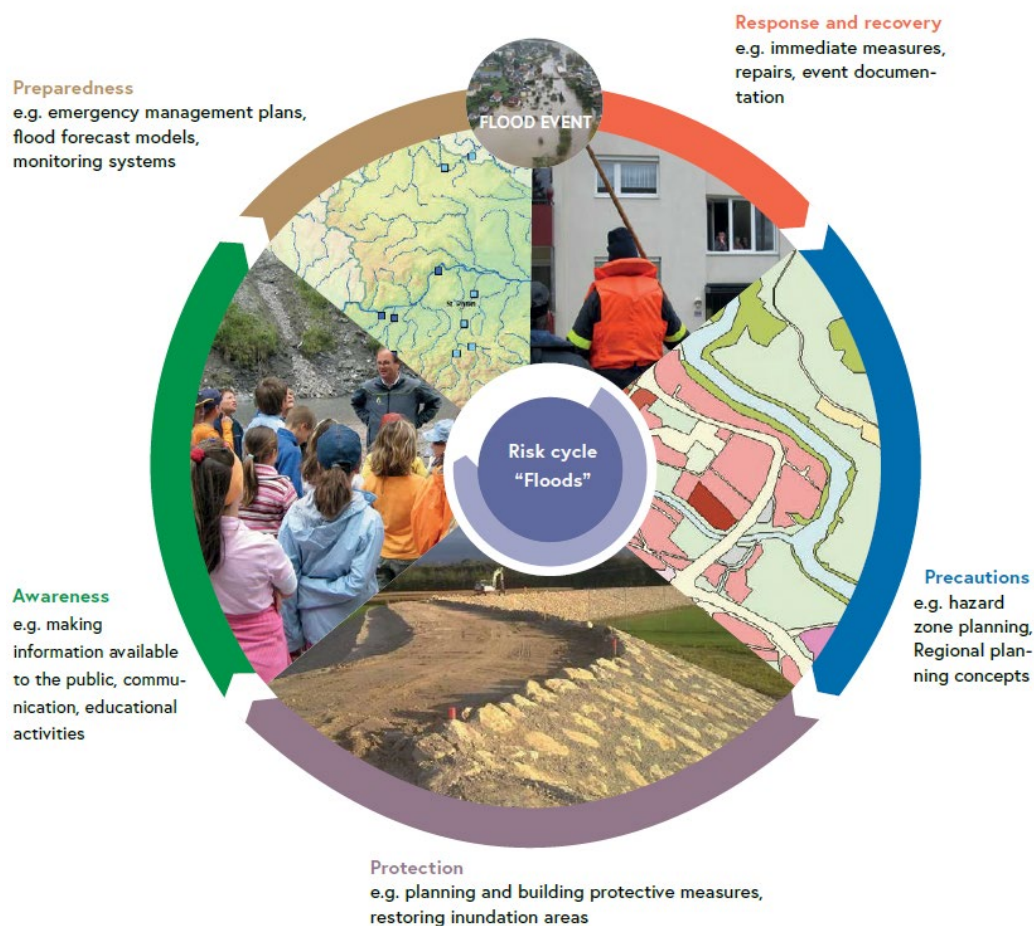 Response and recovery
e.g. immediate measures,
repairs, event documen-
tation
Preparedness
e.g. emergency management plans,
flood forecast models,
monitoring systems
FLOOD EVENT
Risk cycle
“Floods”
Precautions
e.g. hazard
zone planning,
Regional plan-
ning concepts
Awareness
e.g. making
information available
to the public, commu-
nication, educational
activities
Protection
e.g. planning and building protective measures,
restoring inundation areas